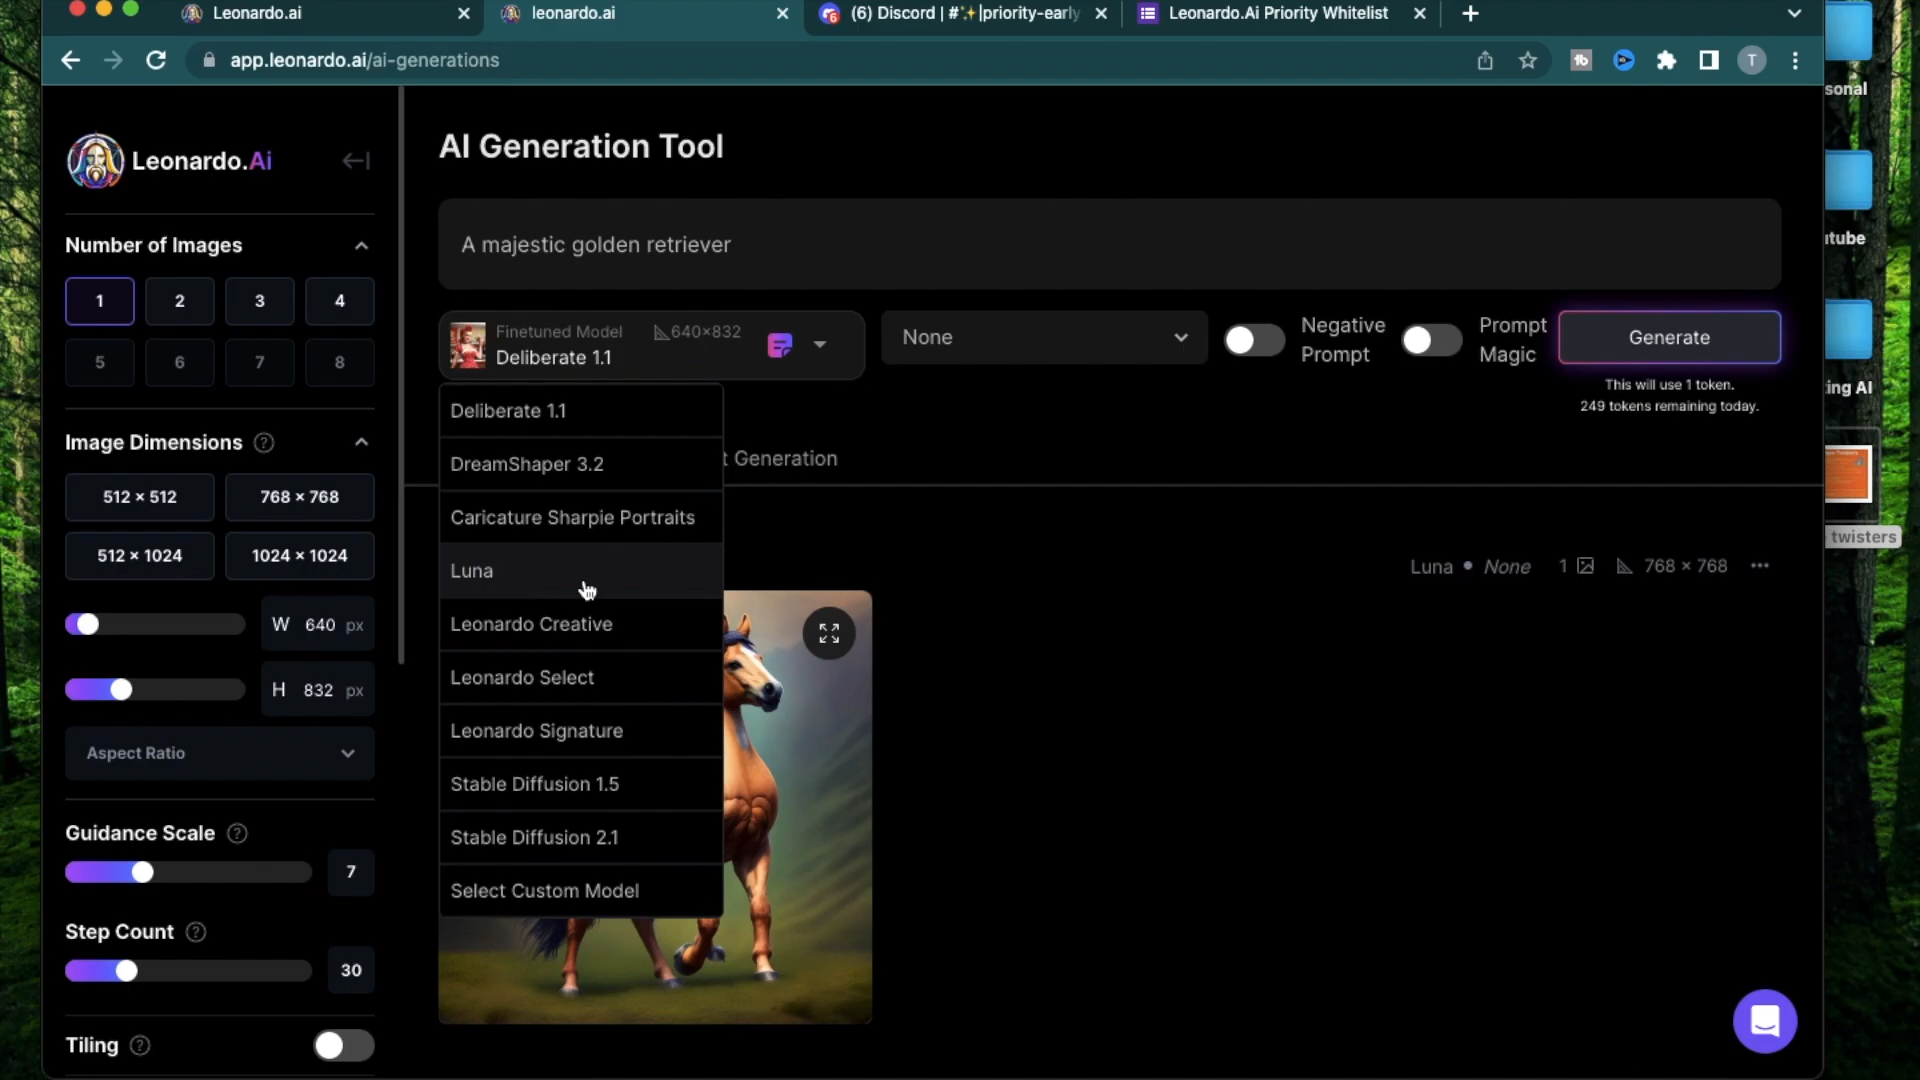 Leonardo.ai
leonardo.ai
(6) Discord | #✨|priority-early-
Leonardo.Ai Priority Whitelist
app.leonardo.ai/ai-generations
T
sonal
utube
ing AI
twisters
Leonardo.Ai
Number of Images
1 2 3 4
5 6 7 8
Image Dimensions ?
512 × 512 768 × 768
512 × 1024 1024 × 1024
W 640 px
H 832 px
Aspect Ratio
Guidance Scale ?
7
Step Count ?
30
Tiling ?
AI Generation Tool
A majestic golden retriever
Finetuned Model 640×832
Deliberate 1.1
None
Negative
Prompt
Prompt
Magic
Generate
This will use 1 token.
249 tokens remaining today.
Deliberate 1.1
DreamShaper 3.2
Caricature Sharpie Portraits
Luna
Leonardo Creative
Leonardo Select
Leonardo Signature
Stable Diffusion 1.5
Stable Diffusion 2.1
Select Custom Model
t Generation
Luna • None 1 768 × 768